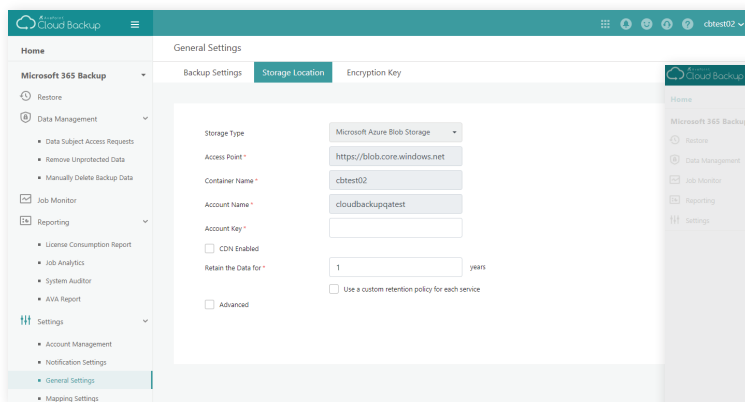 Cloud Backup
cbtest02
Home
General Settings
Backup Settings
Storage Location
Encryption Key
Microsoft 365 Backup
Restore
Data Management
Data Subject Access Requests
Remove Unprotected Data
Manually Delete Backup Data
Job Monitor
Reporting
License Consumption Report
Job Analytics
System Auditor
AVA Report
Settings
Account Management
Notification Settings
General Settings
Mapping Settings
Storage Type
Microsoft Azure Blob Storage
Access Point *
https://blob.core.windows.net
Container Name *
cbtest02
Account Name *
cloudbackupqatest
Account Key *
CDN Enabled
Retain the Data for *
1
years
Use a custom retention policy for each service
Advanced
Cloud Backup
Home
Microsoft 365 Backup
Restore
Data Management
Job Monitor
Reporting
Settings